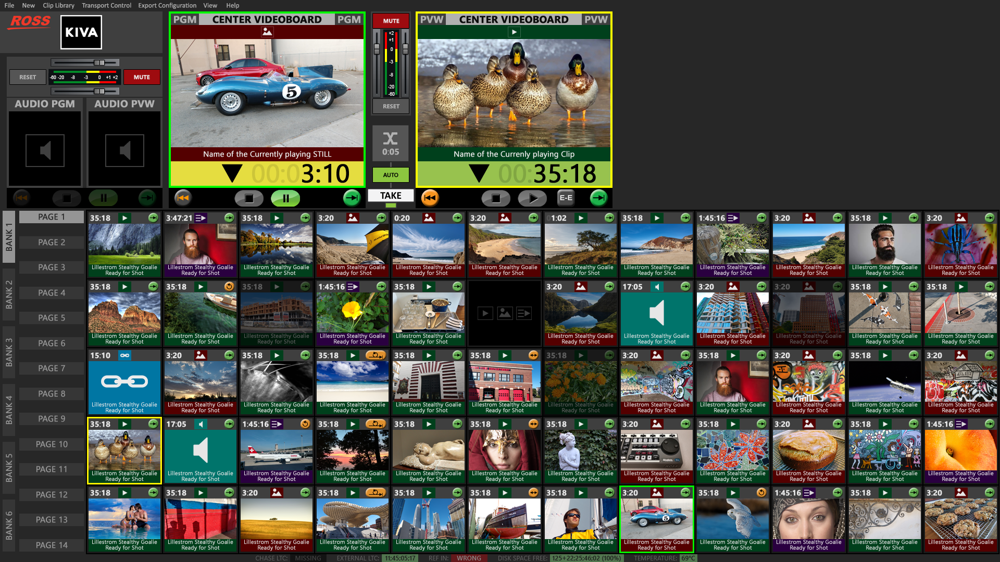 File New Clip Library Transport Control Export Configuration View Help
ROSS
KIVA
RESET
-60 -20 -8 -3 0 +1 +2
MUTE
AUDIO PGM
AUDIO PVW
PGM CENTER VIDEOBOARD PGM
5
Name of the Currently playing STILL
00:03:10
MUTE
+2
+1
0
-3
-8
-20
-60
RESET
0:05
AUTO
TAKE
PVW CENTER VIDEOBOARD PVW
Name of the Currenly playing Clip
00:35:18
E-E
BANK 1
BANK 2
BANK 3
BANK 4
BANK 5
BANK 6
PAGE 1
PAGE 2
PAGE 3
PAGE 4
PAGE 5
PAGE 6
PAGE 7
PAGE 8
PAGE 9
PAGE 10
PAGE 11
PAGE 12
PAGE 13
PAGE 14
35:18 3:47:21 35:18 3:20 0:20 3:20 01:02 35:18 1:45:16 3:20 35:18 3:20
Lillestrom Stealthy Goalie Lillestrom Stealthy Goalie Lillestrom Stealthy Goalie Lillestrom Stealthy Goalie Lillestrom Stealthy Goalie Lillestrom Stealthy Goalie Lillestrom Stealthy Goalie Lillestrom Stealthy Goalie Lillestrom Stealthy Goalie Lillestrom Stealthy Goalie Lillestrom Stealthy Goalie Lillestrom Stealthy Goalie
Ready for Shot Ready for Shot Ready for Shot Ready for Shot Ready for Shot Ready for Shot Ready for Shot Ready for Shot Ready for Shot Ready for Shot Ready for Shot Ready for Shot
35:18 35:18 35:18 1:45:16 35:18 3:20 17:05 3:20 3:20 35:18 35:18
Lillestrom Stealthy Goalie Lillestrom Stealthy Goalie Lillestrom Stealthy Goalie Lillestrom Stealthy Goalie Lillestrom Stealthy Goalie Lillestrom Stealthy Goalie Lillestrom Stealthy Goalie Lillestrom Stealthy Goalie Lillestrom Stealthy Goalie Lillestrom Stealthy Goalie Lillestrom Stealthy Goalie
Ready for Shot Ready for Shot Ready for Shot Ready for Shot Ready for Shot Ready for Shot Ready for Shot Ready for Shot Ready for Shot Ready for Shot Ready for Shot
15:10 3:20 35:18 35:18 35:18 35:18 35:18 3:20 35:18 3:20 35:18 3:20
Lillestrom Stealthy Goalie Lillestrom Stealthy Goalie Lillestrom Stealthy Goalie Lillestrom Stealthy Goalie Lillestrom Stealthy Goalie Lillestrom Stealthy Goalie Lillestrom Stealthy Goalie Lillestrom Stealthy Goalie Lillestrom Stealthy Goalie Lillestrom Stealthy Goalie Lillestrom Stealthy Goalie Lillestrom Stealthy Goalie
Ready for Shot Ready for Shot Ready for Shot Ready for Shot Ready for Shot Ready for Shot Ready for Shot Ready for Shot Ready for Shot Ready for Shot Ready for Shot Ready for Shot
35:18 17:05 1:45:16 35:18 35:18 35:18 35:18 3:20 35:18 3:20 35:18 1:45:16
Lillestrom Stealthy Goalie Lillestrom Stealthy Goalie Lillestrom Stealthy Goalie Lillestrom Stealthy Goalie Lillestrom Stealthy Goalie Lillestrom Stealthy Goalie Lillestrom Stealthy Goalie Lillestrom Stealthy Goalie Lillestrom Stealthy Goalie Lillestrom Stealthy Goalie Lillestrom Stealthy Goalie Lillestrom Stealthy Goalie
Ready for Shot Ready for Shot Ready for Shot Ready for Shot Ready for Shot Ready for Shot Ready for Shot Ready for Shot Ready for Shot Ready for Shot Ready for Shot Ready for Shot
35:18 35:18 3:20 35:18 35:18 35:18 35:18 3:20 35:18 1:45:16 35:18 3:20
5
Lillestrom Stealthy Goalie Lillestrom Stealthy Goalie Lillestrom Stealthy Goalie Lillestrom Stealthy Goalie Lillestrom Stealthy Goalie Lillestrom Stealthy Goalie Lillestrom Stealthy Goalie Lillestrom Stealthy Goalie Lillestrom Stealthy Goalie Lillestrom Stealthy Goalie Lillestrom Stealthy Goalie Lillestrom Stealthy Goalie
Ready for Shot Ready for Shot Ready for Shot Ready for Shot Ready for Shot Ready for Shot Ready for Shot Ready for Shot Ready for Shot Ready for Shot Ready for Shot Ready for Shot
CHASE LTC: MISSING EXTERNAL LTC: 11;45;05;17 REF IN: WRONG DISK SPACE FREE: 125+22;25;46;02 (100%) TEMPERATURE: 69°C